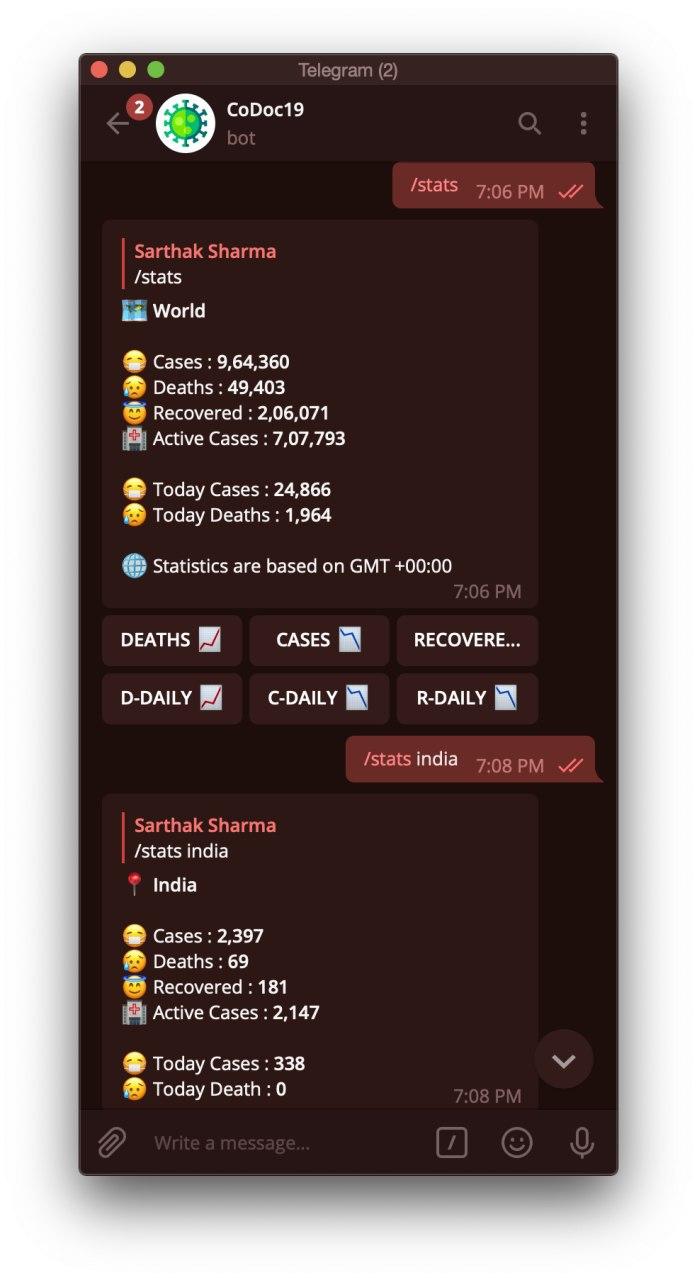 Telegram (2)
2
CoDoc19
bot
/stats 7:06 PM
Sarthak Sharma
/stats
World
Cases : 9,64,360
Deaths : 49,403
Recovered : 2,06,071
Active Cases : 7,07,793
Today Cases : 24,866
Today Deaths : 1,964
Statistics are based on GMT +00:00
7:06 PM
DEATHS CASES RECOVERE...
D-DAILY C-DAILY R-DAILY
/stats india 7:08 PM
Sarthak Sharma
/stats india
India
Cases : 2,397
Deaths : 69
Recovered : 181
Active Cases : 2,147
Today Cases : 338
Today Death : 0
7:08 PM
Write a message...